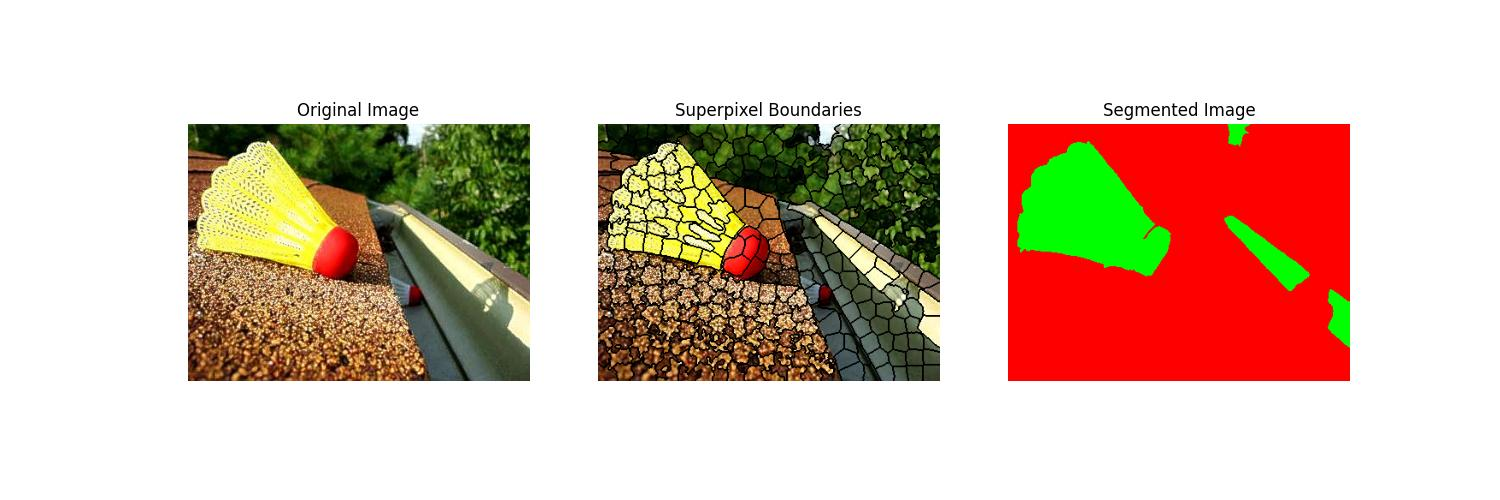 Original Image
Superpixel Boundaries
Segmented Image